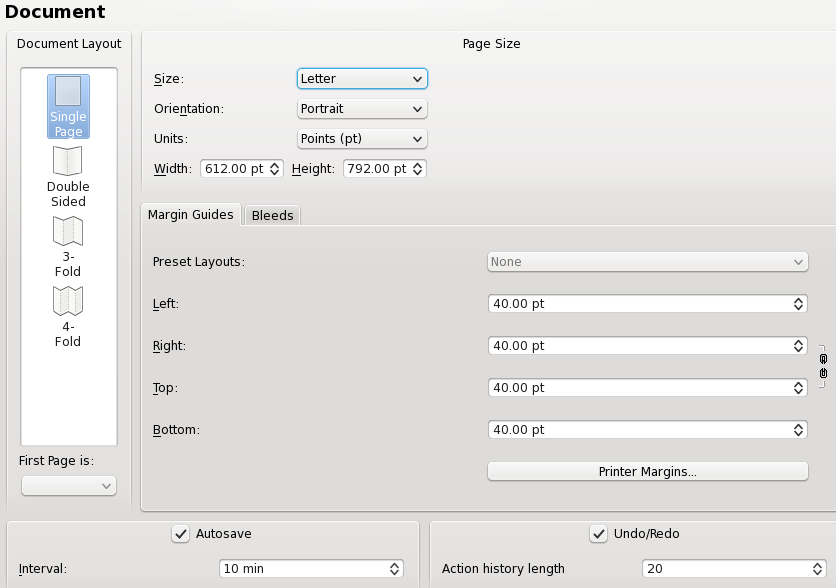 Document
Document Layout
Single
Page
Double
Sided
3-
Fold
4-
Fold
First Page is:
Page Size
Size: Letter
Orientation: Portrait
Units: Points (pt)
Width: 612.00 pt Height: 792.00 pt
Margin Guides Bleeds
Preset Layouts: None
Left: 40.00 pt
Right: 40.00 pt
Top: 40.00 pt
Bottom: 40.00 pt
Printer Margins...
Autosave
Interval: 10 min
Undo/Redo
Action history length 20